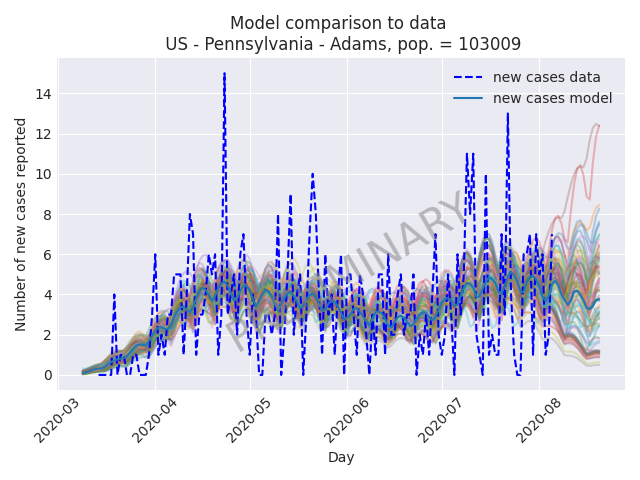 Model comparison to data
US - Pennsylvania - Adams, pop. = 103009
new cases data
new cases model
Number of new cases reported
14
12
10
8
6
4
2
0
PRELIMINARY
2020-03
2020-04
2020-05
2020-06
2020-07
2020-08
Day